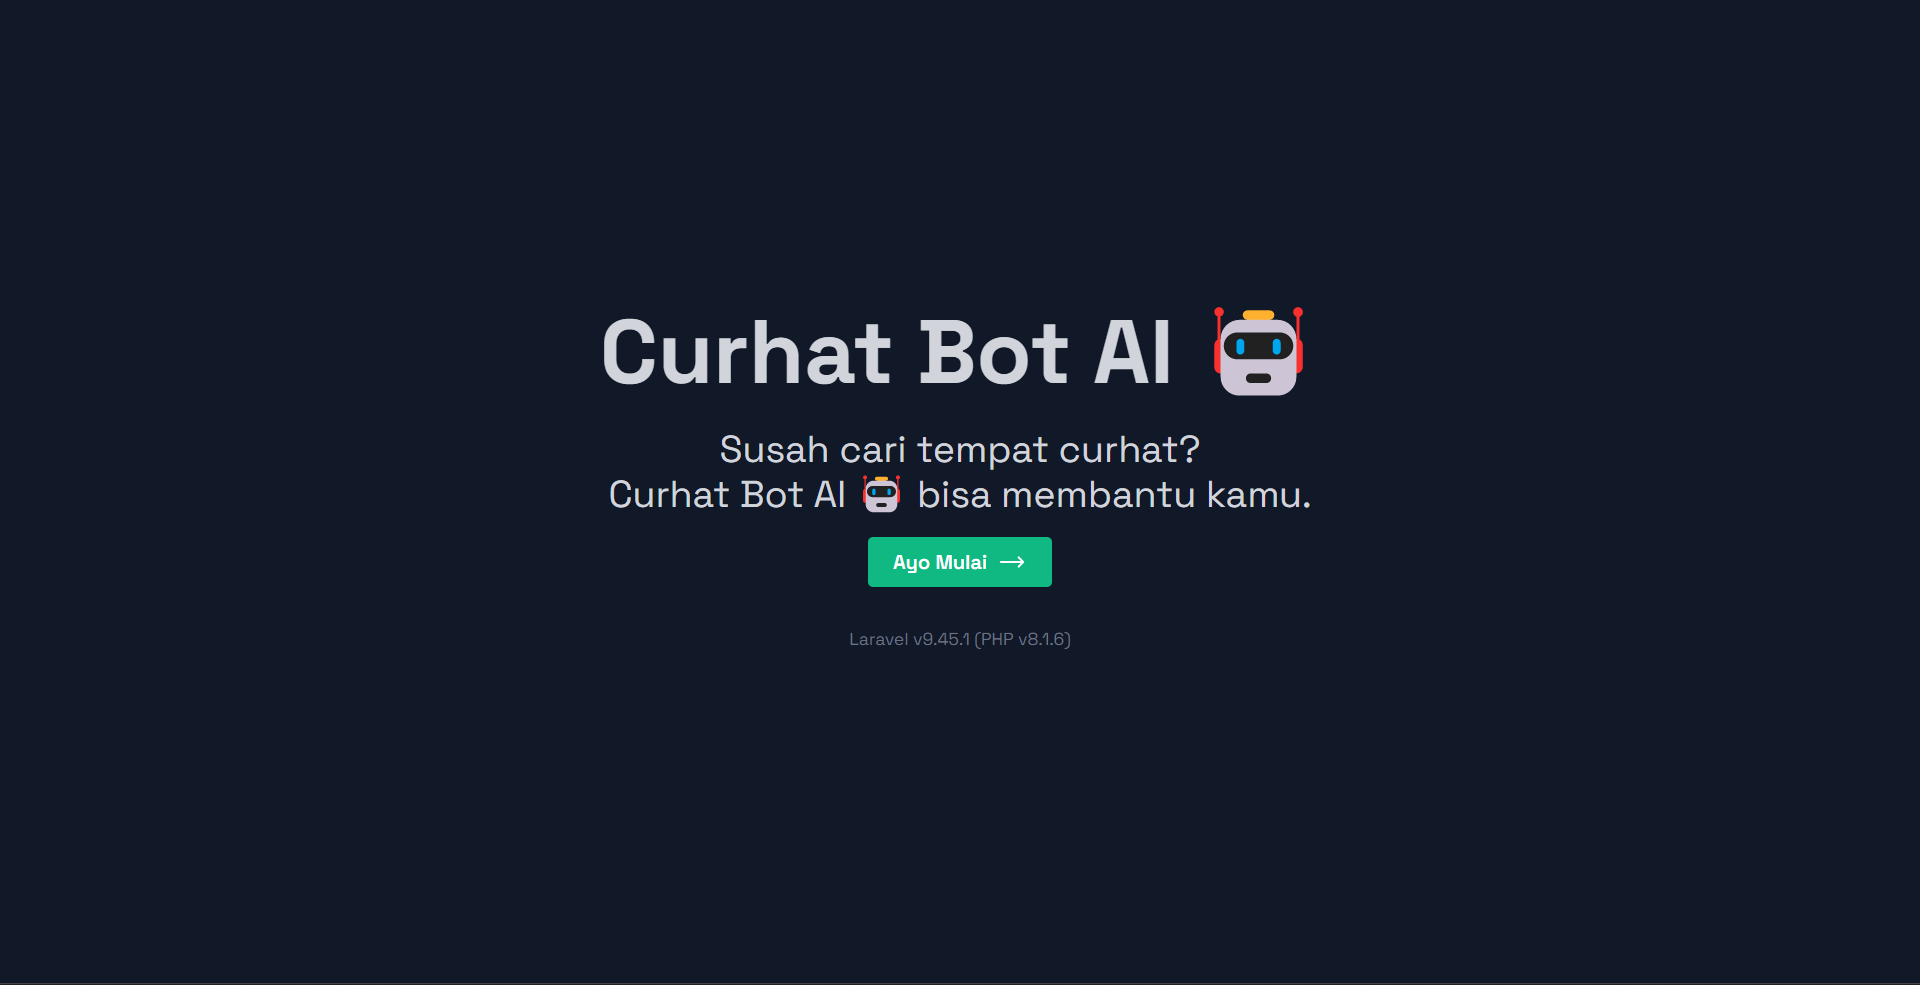 Curhat Bot AI 🤖
Susah cari tempat curhat?
Curhat Bot AI 🤖 bisa membantu kamu.
Ayo Mulai →
Laravel v9.45.1 (PHP v8.1.6)